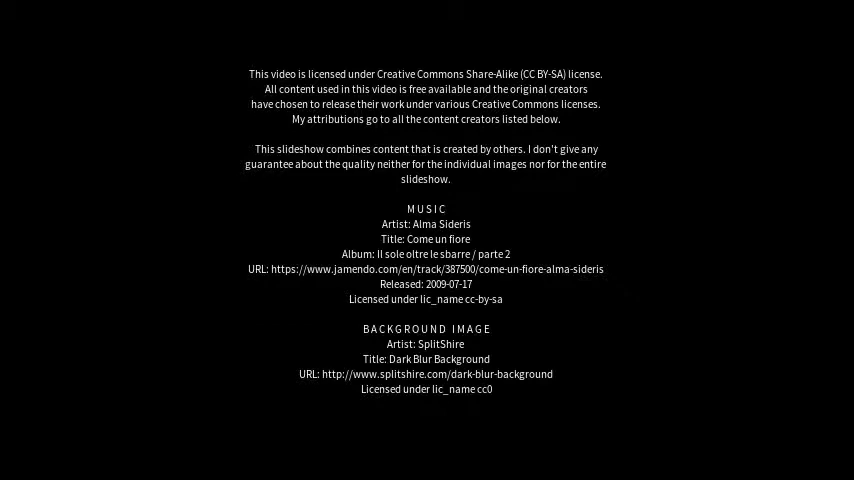 This video is licensed under Creative Commons Share-Alike (CC BY-SA) license.
All content used in this video is free available and the original creators
have chosen to release their work under various Creative Commons licenses.
My attributions go to all the content creators listed below.
This slideshow combines content that is created by others. I don't give any
guarantee about the quality neither for the individual images nor for the entire
slideshow.
MUSIC
Artist: Alma Sideris
Title: Come un fiore
Album: Il sole oltre le sbarre / parte 2
URL: https://www.jamendo.com/en/track/387500/come-un-fiore-alma-sideris
Released: 2009-07-17
Licensed under lic_name cc-by-sa
BACKGROUND IMAGE
Artist: SplitShire
Title: Dark Blur Background
URL: http://www.splitshire.com/dark-blur-background
Licensed under lic_name cc0